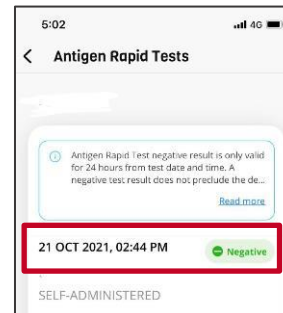 5:02
4G
Antigen Rapid Tests
Antigen Rapid Test negative result is only valid
for 24 hours from test date and time. A
negative test result does not preclude the de...
Read more
21 OCT 2021, 02:44 PM
Negative
SELF-ADMINISTERED